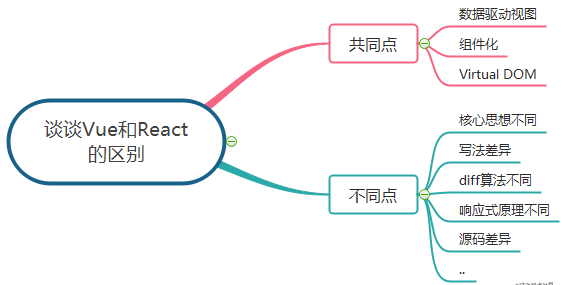 谈谈Vue和React
的区别
共同点
数据驱动视图
组件化
Virtual DOM
不同点
核心思想不同
写法差异
diff算法不同
响应式原理不同
源码差异
..